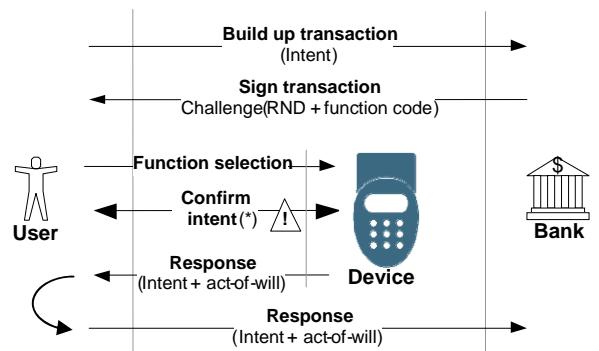 Build up transaction
(Intent)
Sign transaction
Challenge(RND + function code)
Function selection
Confirm
intent(*)
!
$
User
Bank
Device
Response
(Intent + act-of-will)
Response
(Intent + act-of-will)